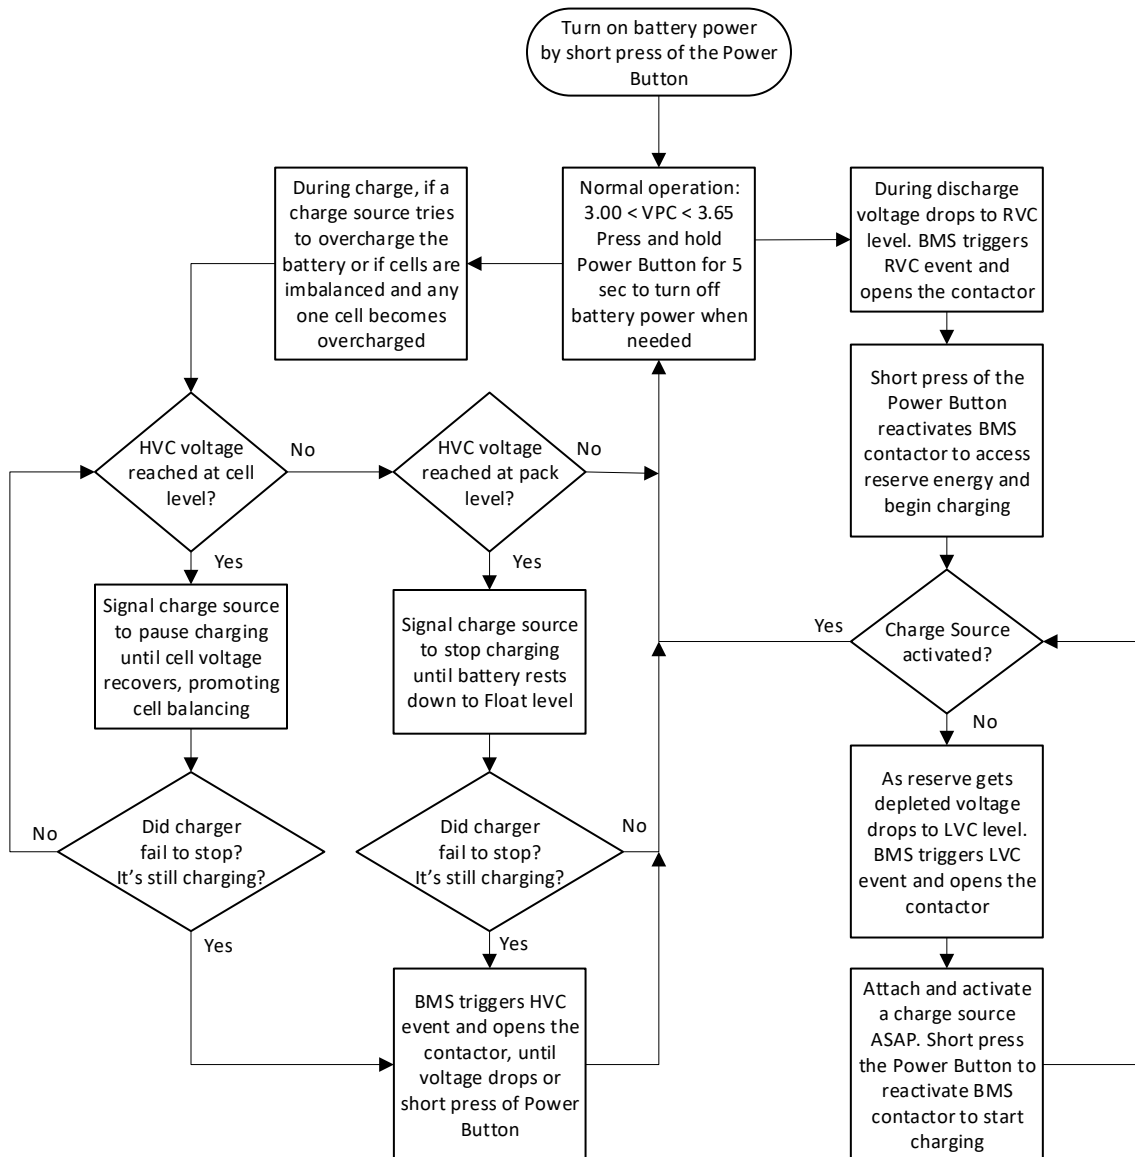 Turn on battery power
by short press of the Power
Button
During charge, if a
charge source tries
to overcharge the
battery or if cells are
imbalanced and any
one cell becomes
overcharged
Normal operation:
3.00 < VPC < 3.65
Press and hold
Power Button for 5
sec to turn off
battery power when
needed
During discharge
voltage drops to RVC
level. BMS triggers
RVC event and
opens the contactor
Short press of the
Power Button
reactivates BMS
contactor to access
reserve energy and
begin charging
HVC voltage
reached at cell
level?
No
HVC voltage
reached at pack
level?
No
Yes
Yes
Signal charge source
to pause charging
until cell voltage
recovers, promoting
cell balancing
Signal charge source
to stop charging
until battery rests
down to Float level
Yes
Charge Source
activated?
No
Did charger
fail to stop?
It's still charging?
No
Yes
Did charger
fail to stop?
It's still charging?
No
Yes
As reserve gets
depleted voltage
drops to LVC level.
BMS triggers LVC
event and opens the
contactor
BMS triggers HVC
event and opens the
contactor, until
voltage drops or
short press of Power
Button
Attach and activate
a charge source
ASAP. Short press
the Power Button to
reactivate BMS
contactor to start
charging